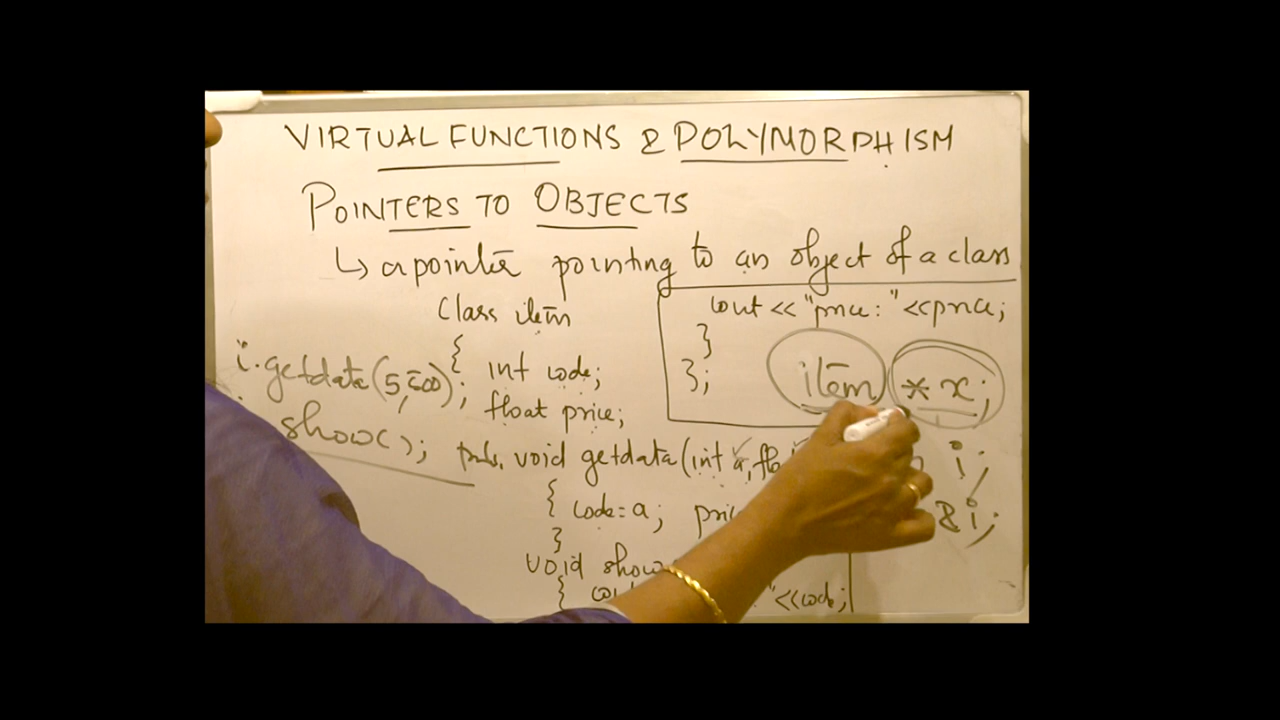 VIRTUAL FUNCTIONS & POLYMORPHISM
POINTERS TO OBJECTS
↳ a pointer pointing to an object of a class
Class item
{ int code;
float price;
void getdata(int a,
{ code=a;
}
void show
{
"<<code;
cout << "price: "<<price;
}
};
item *x;
i;
&i;
i.getdata(5,500);
show();